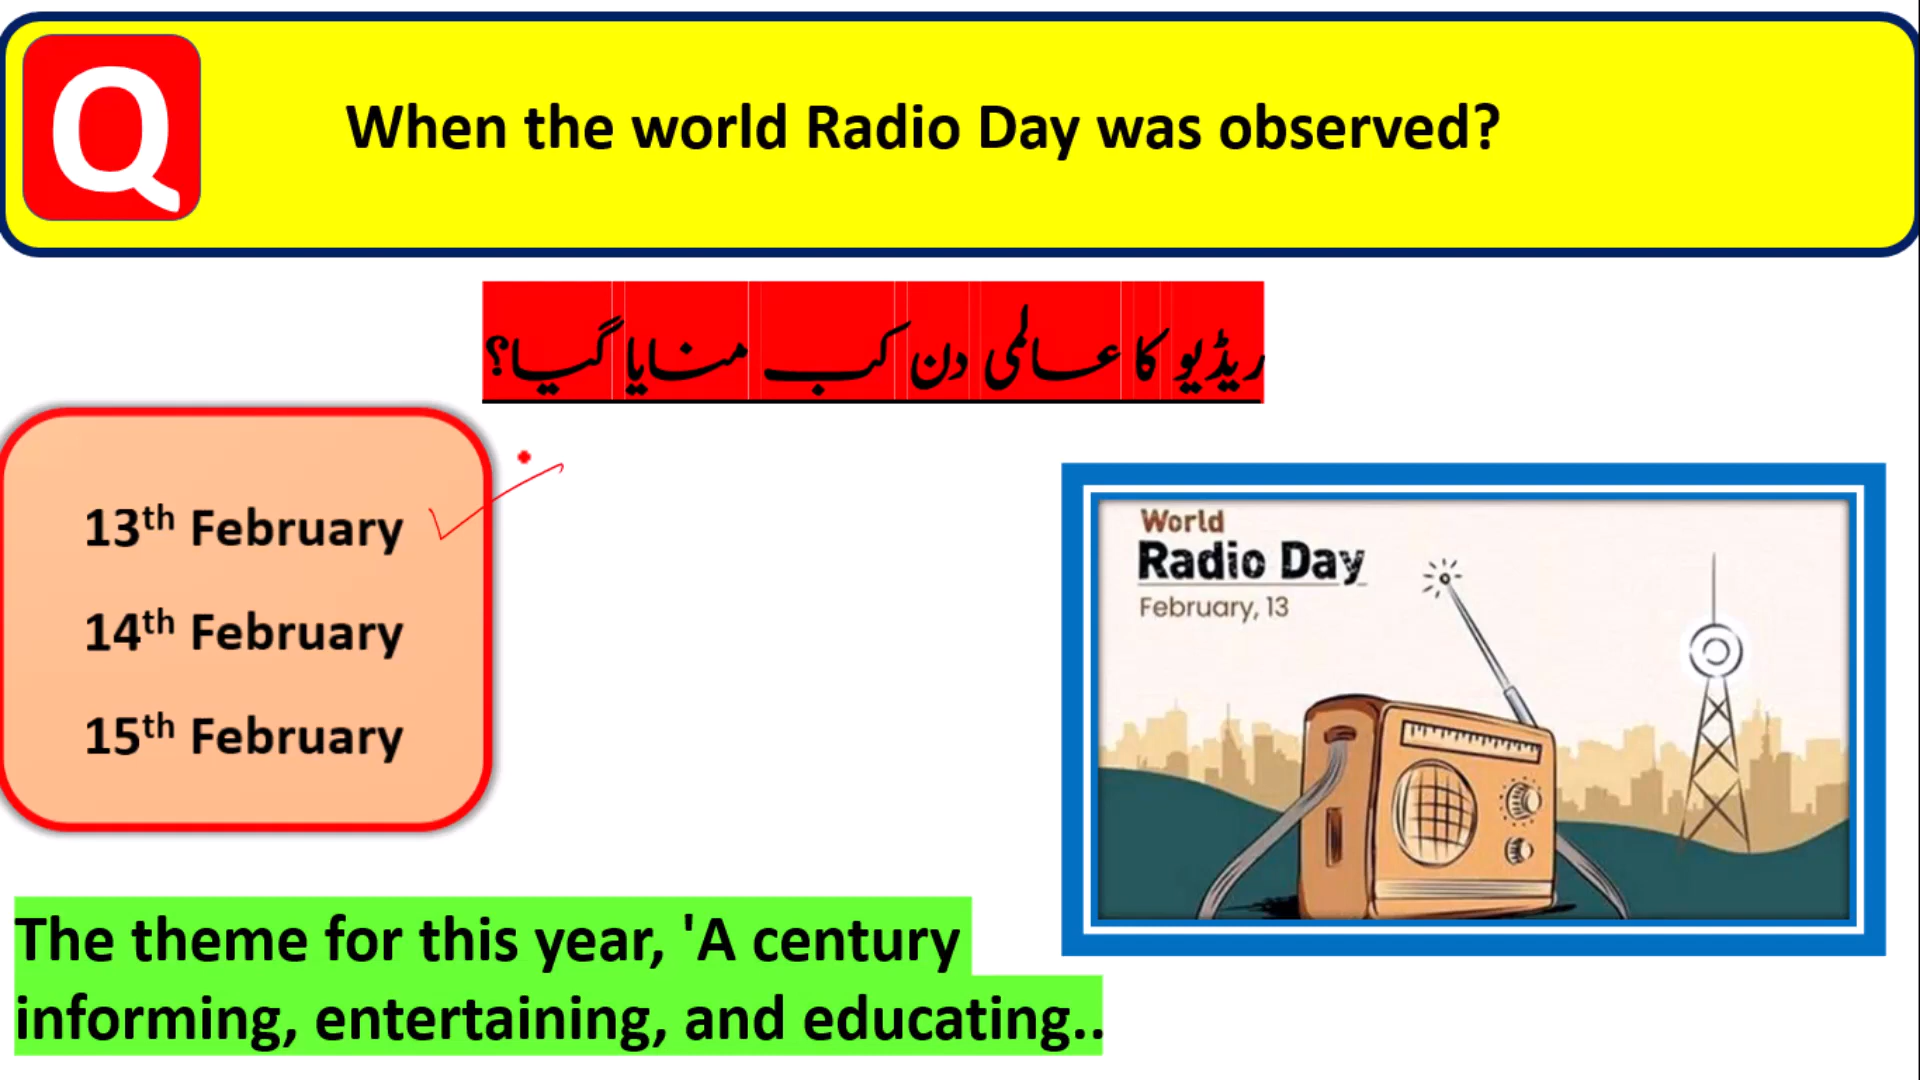 Q
When the world Radio Day was observed?
ریڈیو کا عالمی دن کب منایا گیا؟
13th February
14th February
15th February
World
Radio Day
February, 13
The theme for this year, 'A century
informing, entertaining, and educating..